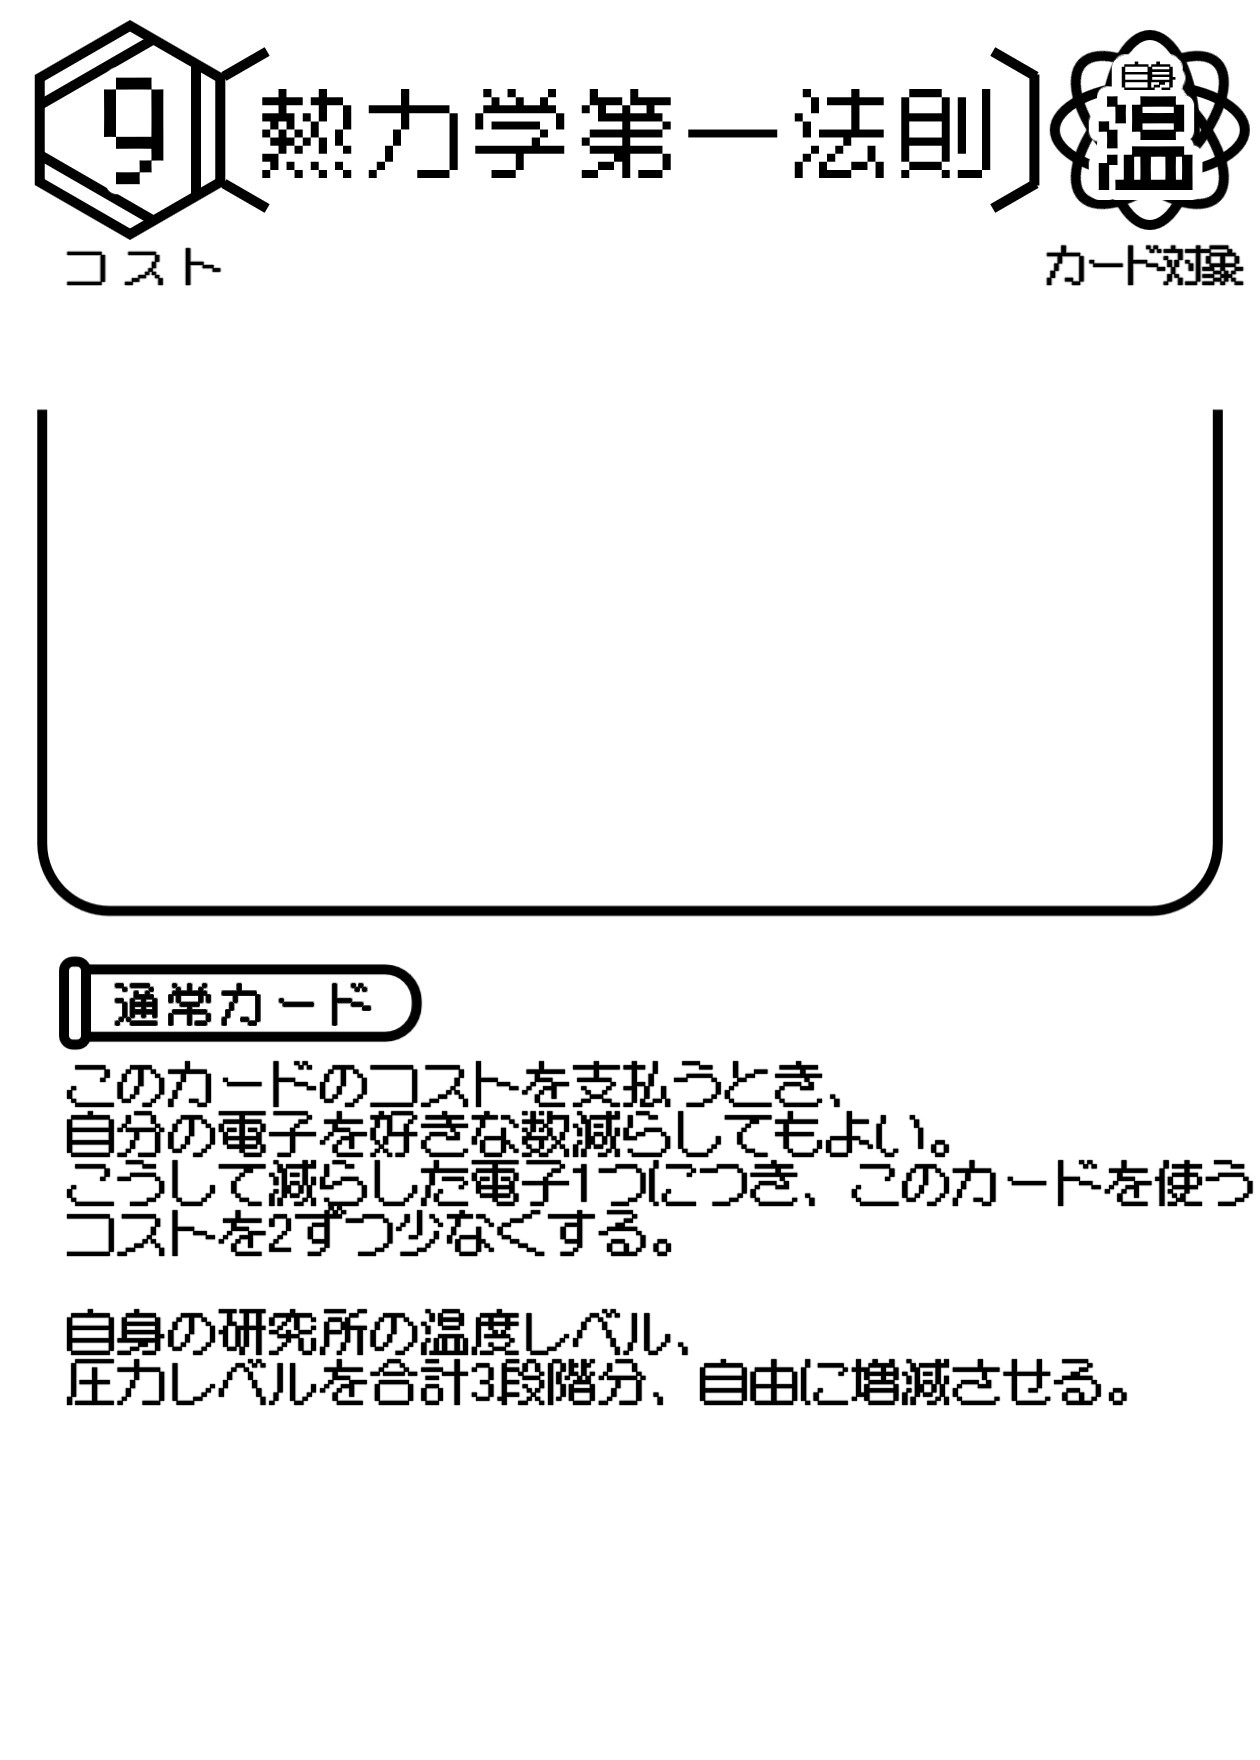 9
熱力学第一法則
自身
温
コスト
カード対象
通常カード
このカードのコストを支払うとき、
自分の電子を好きな数減らしてもよい。
こうして減らした電子1つにつき、このカードを使う
コストを2ずつ少なくする。
自身の研究所の温度レベル、
圧力レベルを合計3段階分、自由に増減させる。